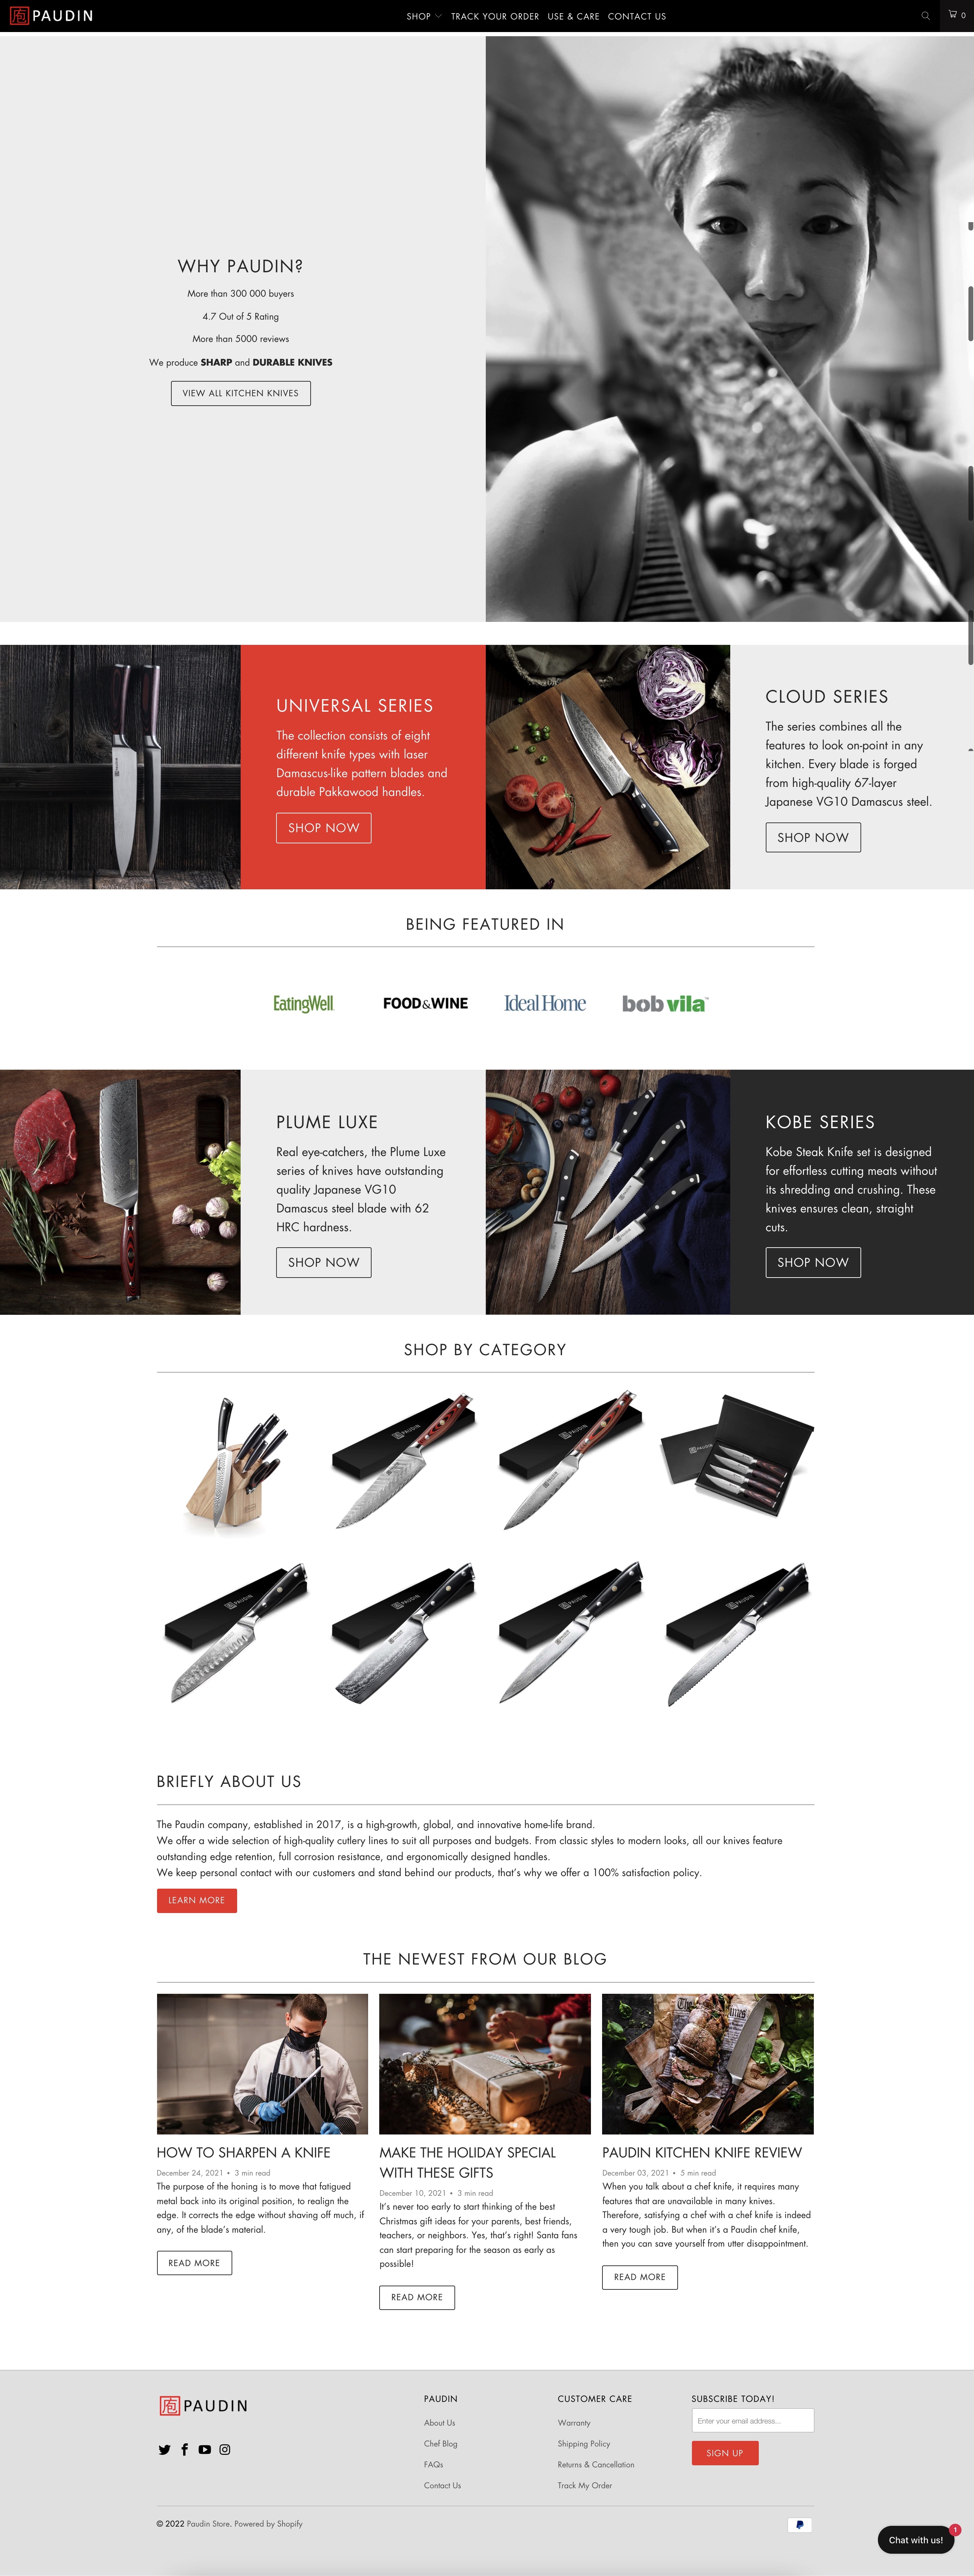 庖 PAUDIN
SHOP TRACK YOUR ORDER USE & CARE CONTACT US
0
WHY PAUDIN?
More than 300 000 buyers
4.7 Out of 5 Rating
More than 5000 reviews
We produce SHARP and DURABLE KNIVES
VIEW ALL KITCHEN KNIVES
UNIVERSAL SERIES
The collection consists of eight
different knife types with laser
Damascus-like pattern blades and
durable Pakkawood handles.
SHOP NOW
CLOUD SERIES
The series combines all the
features to look on-point in any
kitchen. Every blade is forged
from high-quality 67-layer
Japanese VG10 Damascus steel.
SHOP NOW
BEING FEATURED IN
EatingWell
FOOD&WINE
Ideal Home
bob vila™
PLUME LUXE
Real eye-catchers, the Plume Luxe
series of knives have outstanding
quality Japanese VG10
Damascus steel blade with 62
HRC hardness.
SHOP NOW
KOBE SERIES
Kobe Steak Knife set is designed
for effortless cutting meats without
its shredding and crushing. These
knives ensures clean, straight
cuts.
SHOP NOW
SHOP BY CATEGORY
PAUDIN
PAUDIN
PAUDIN
PAUDIN
PAUDIN
PAUDIN
PAUDIN
BRIEFLY ABOUT US
The Paudin company, established in 2017, is a high-growth, global, and innovative home-life brand.
We offer a wide selection of high-quality cutlery lines to suit all purposes and budgets. From classic styles to modern looks, all our knives feature
outstanding edge retention, full corrosion resistance, and ergonomically designed handles.
We keep personal contact with our customers and stand behind our products, that's why we offer a 100% satisfaction policy.
LEARN MORE
THE NEWEST FROM OUR BLOG
HOW TO SHARPEN A KNIFE
December 24, 2021 • 3 min read
The purpose of the honing is to move that fatigued
metal back into its original position, to realign the
edge. It corrects the edge without shaving off much, if
any, of the blade's material.
READ MORE
MAKE THE HOLIDAY SPECIAL
WITH THESE GIFTS
December 10, 2021 • 3 min read
It's never too early to start thinking of the best
Christmas gift ideas for your parents, best friends,
teachers, or neighbors. Yes, that's right! Santa fans
can start preparing for the season as early as
possible!
READ MORE
PAUDIN KITCHEN KNIFE REVIEW
December 03, 2021 • 5 min read
When you talk about a chef knife, it requires many
features that are unavailable in many knives.
Therefore, satisfying a chef with a chef knife is indeed
a very tough job. But when it's a Paudin chef knife,
then you can save yourself from utter disappointment.
READ MORE
庖 PAUDIN
PAUDIN
About Us
Chef Blog
FAQs
Contact Us
CUSTOMER CARE
Warranty
Shipping Policy
Returns & Cancellation
Track My Order
SUBSCRIBE TODAY!
Enter your email address...
SIGN UP
© 2022 Paudin Store. Powered by Shopify
Chat with us!
1